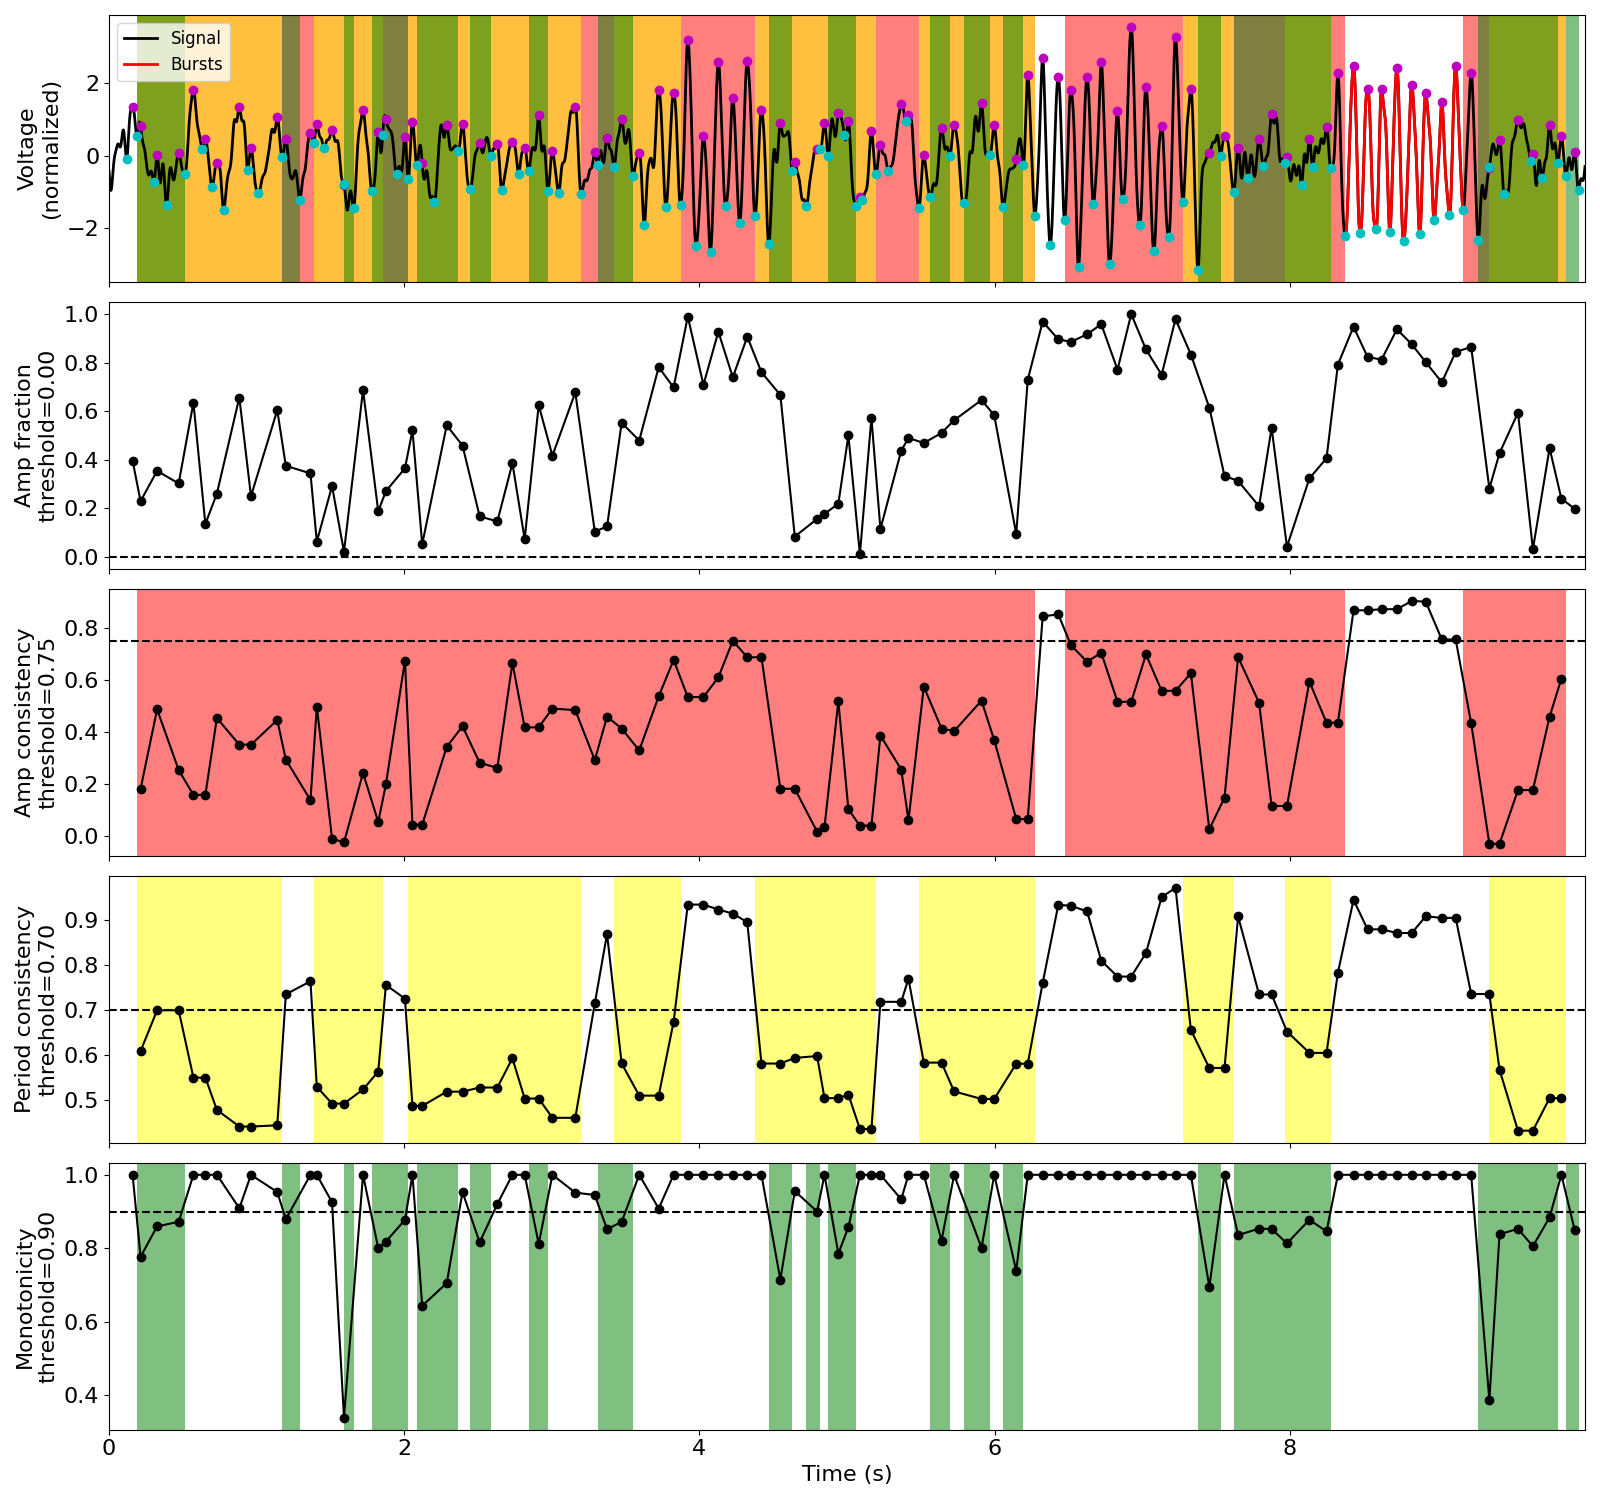 Signal
Bursts
Voltage
(normalized)
2
0
−2
Amp fraction
threshold=0.00
1.0
0.8
0.6
0.4
0.2
0.0
Amp consistency
threshold=0.75
0.8
0.6
0.4
0.2
0.0
Period consistency
threshold=0.70
0.9
0.8
0.7
0.6
0.5
Monotonicity
threshold=0.90
1.0
0.8
0.6
0.4
0 2 4 6 8
Time (s)